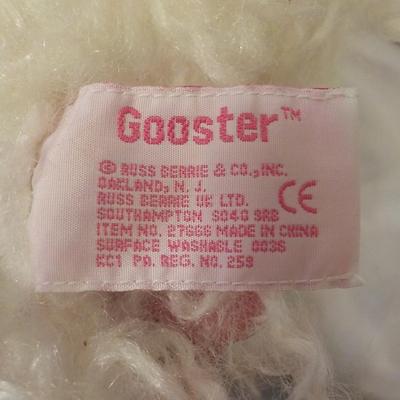 Gooster™
© RUSS BERRIE & CO., INC.
OAKLAND, N. J.
RUSS BERRIE UK LTD.
SOUTHAMPTON SO40 9RB
ITEM NO. 27666 MADE IN CHINA
SURFACE WASHABLE 0036
KC1 PA. REG. NO. 259
CE